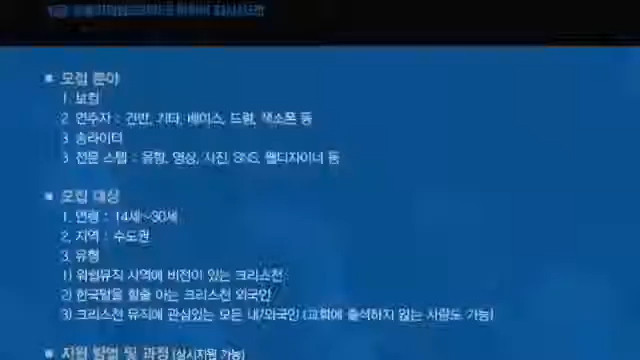 ■ 모집 분야
1. 보컬
2. 연주자 : 건반, 기타, 베이스, 드럼, 색소폰 등
3. 송라이터
3. 전문 스텝 : 음향, 영상, 사진, SNS, 웹디자이너 등
■ 모집 대상
1. 연령 : 14세~30세
2. 지역 : 수도권
3. 유형
1) 워십뮤직 사역에 비전이 있는 크리스천
2) 한국말을 할줄 아는 크리스천 외국인
3) 크리스천 뮤직에 관심있는 모든 내/외국인 (교회에 출석하지 않는 사람도 가능)
■ 지원 방법 및 과정 (상시지원 가능)